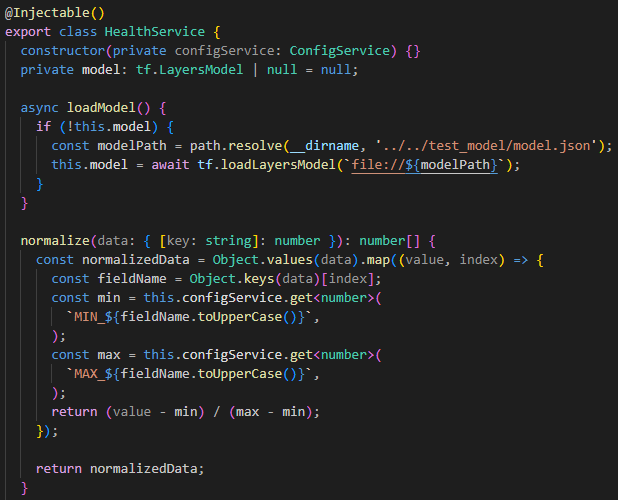 @Injectable()
export class HealthService {
  constructor(private configService: ConfigService) {}
  private model: tf.LayersModel | null = null;

  async loadModel() {
    if (!this.model) {
      const modelPath = path.resolve(__dirname, '../../test_model/model.json');
      this.model = await tf.loadLayersModel(`file://${modelPath}`);
    }
  }

  normalize(data: { [key: string]: number }): number[] {
    const normalizedData = Object.values(data).map((value, index) => {
      const fieldName = Object.keys(data)[index];
      const min = this.configService.get<number>(
        `MIN_${fieldName.toUpperCase()}`,
      );
      const max = this.configService.get<number>(
        `MAX_${fieldName.toUpperCase()}`,
      );
      return (value - min) / (max - min);
    });

    return normalizedData;
  }